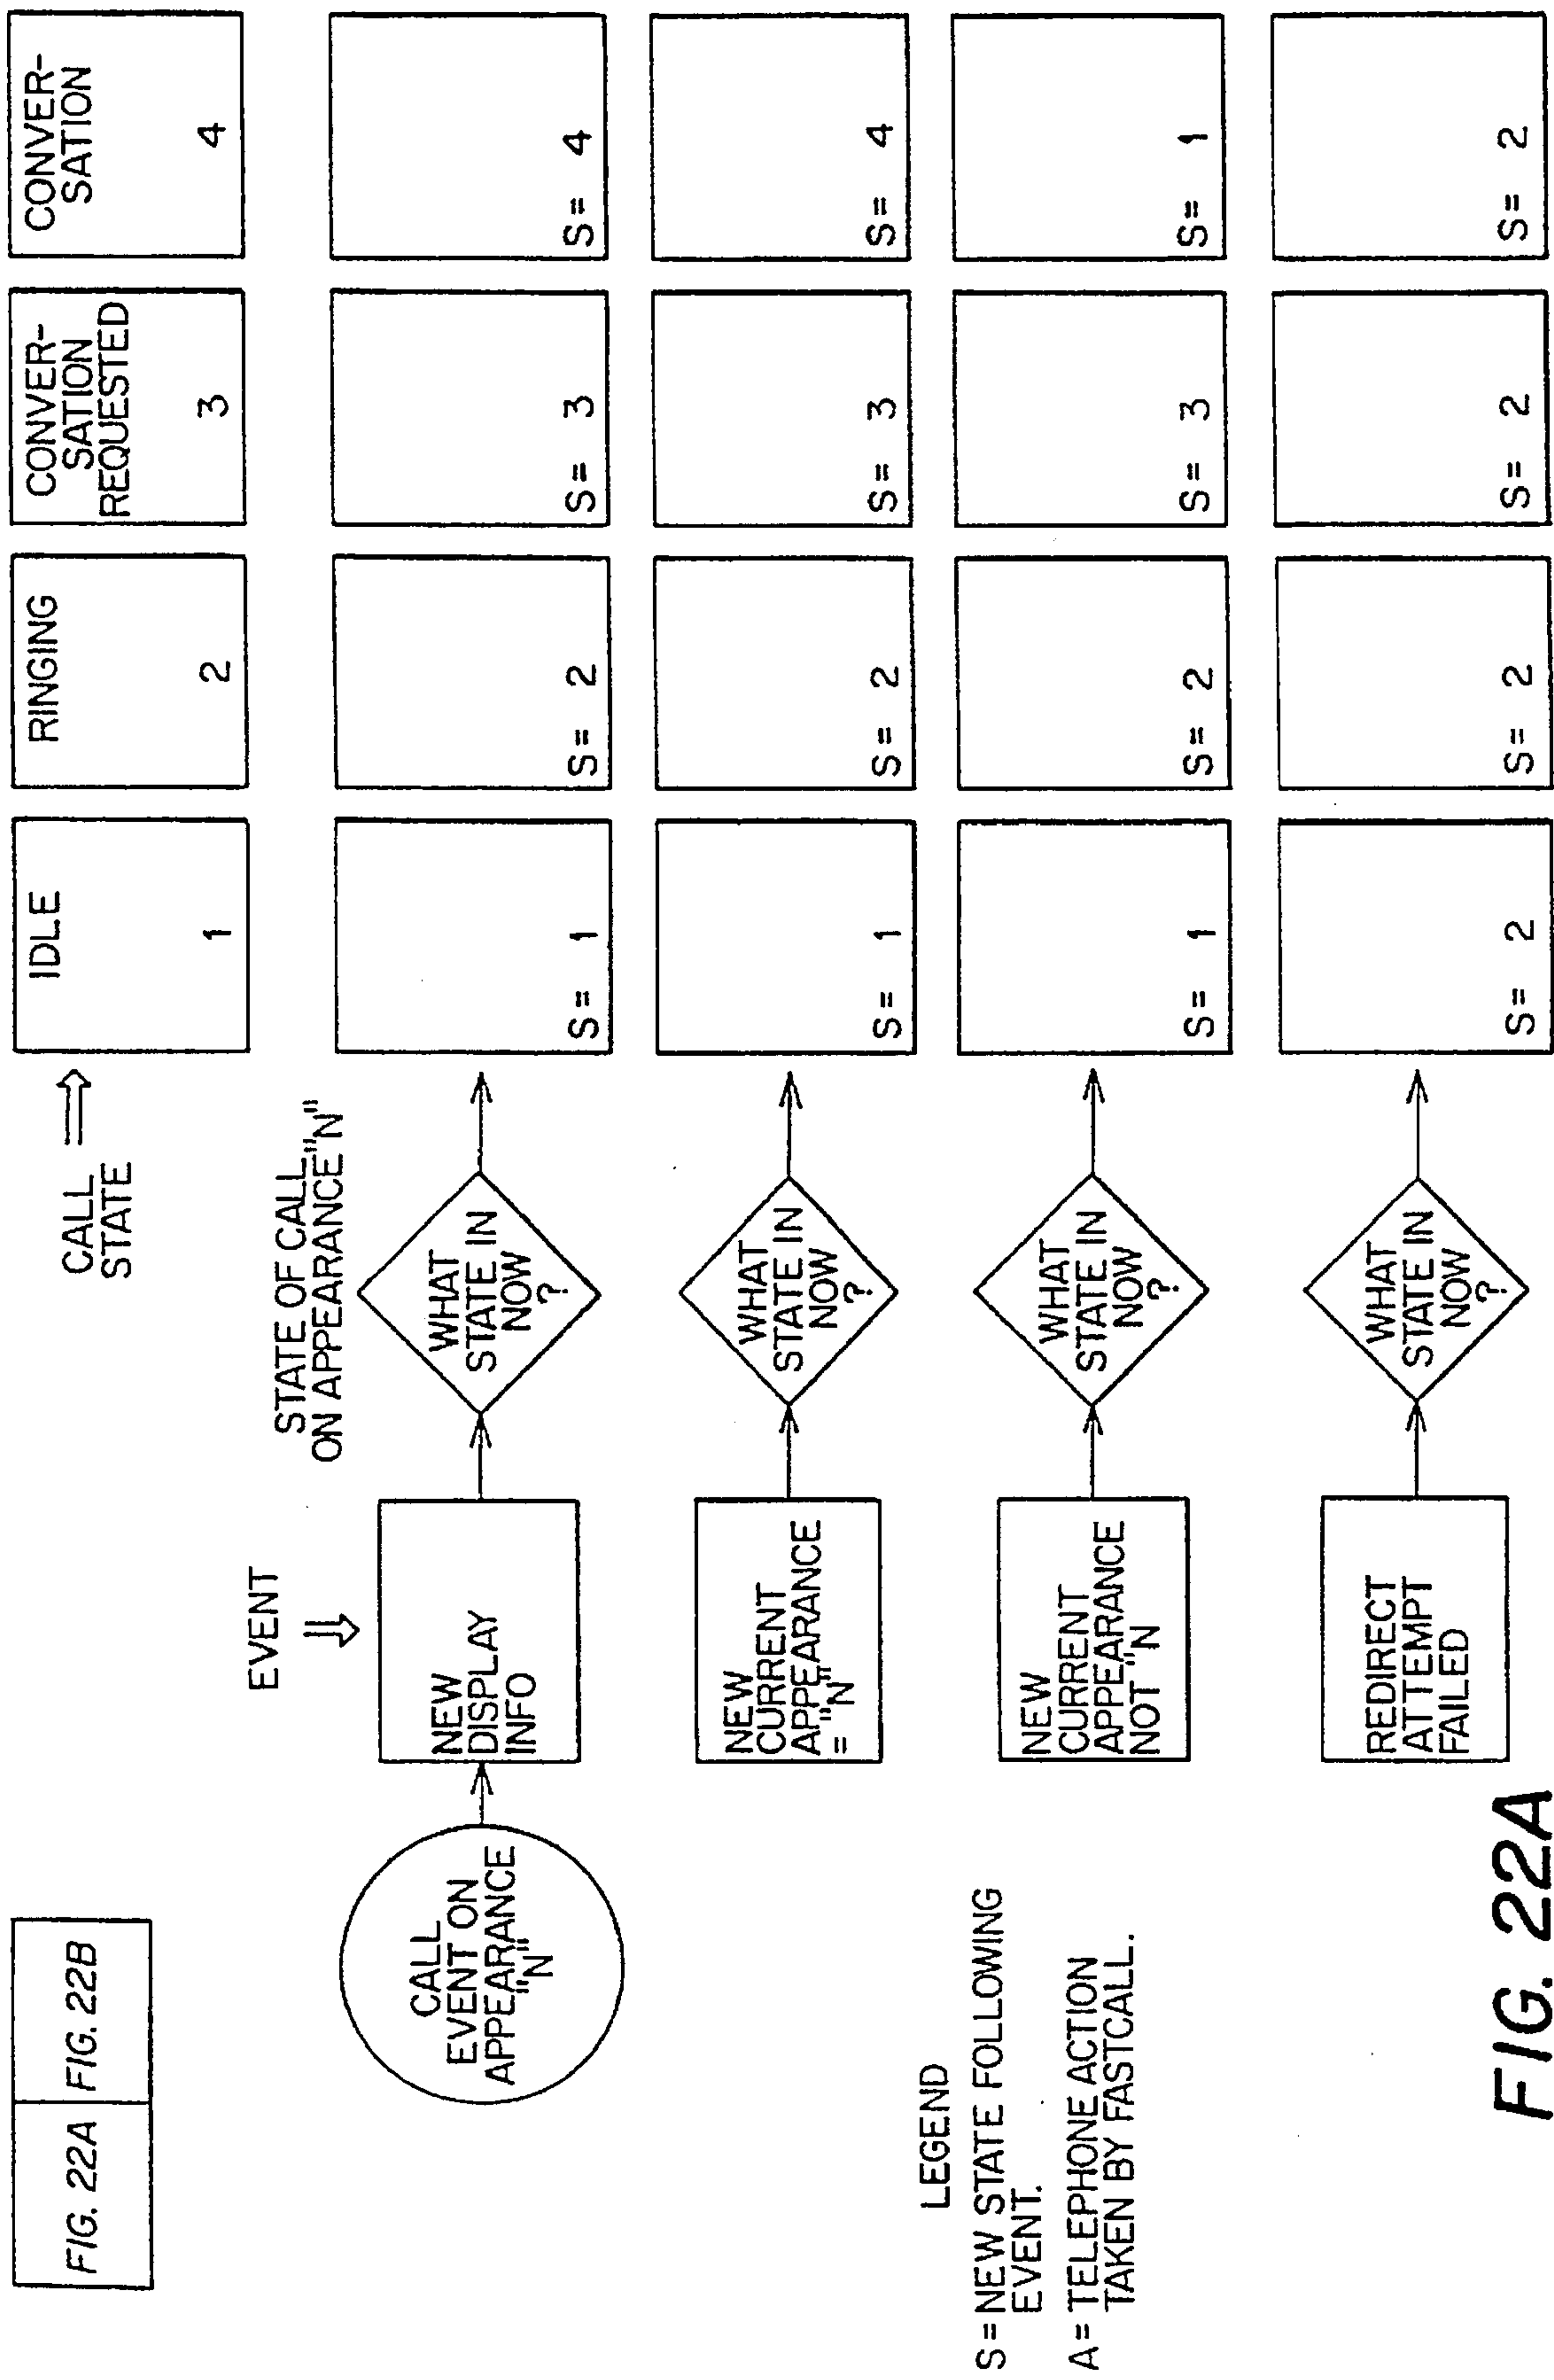 FIG. 22A FIG. 22B
CALL
STATE
IDLE
1
RINGING
2
CONVER-
SATION
REQUESTED
3
CONVER-
SATION
4
EVENT
STATE OF CALL
ON APPEARANCE "N"
CALL
EVENT ON
APPEARANCE
"N"
NEW
DISPLAY
INFO
WHAT
STATE IN
NOW
?
S= 1
S= 2
S= 3
S= 4
NEW
CURRENT
APPEARANCE
= "N"
WHAT
STATE IN
NOW
?
S= 1
S= 2
S= 3
S= 4
NEW
CURRENT
APPEARANCE
NOT "N
WHAT
STATE IN
NOW
?
S= 1
S= 2
S= 3
S= 1
REDIRECT
ATTEMPT
FAILED
WHAT
STATE IN
NOW
?
S= 2
S= 2
S= 2
S= 2
LEGEND
S = NEW STATE FOLLOWING
EVENT.
A = TELEPHONE ACTION
TAKEN BY FASTCALL.
FIG. 22A